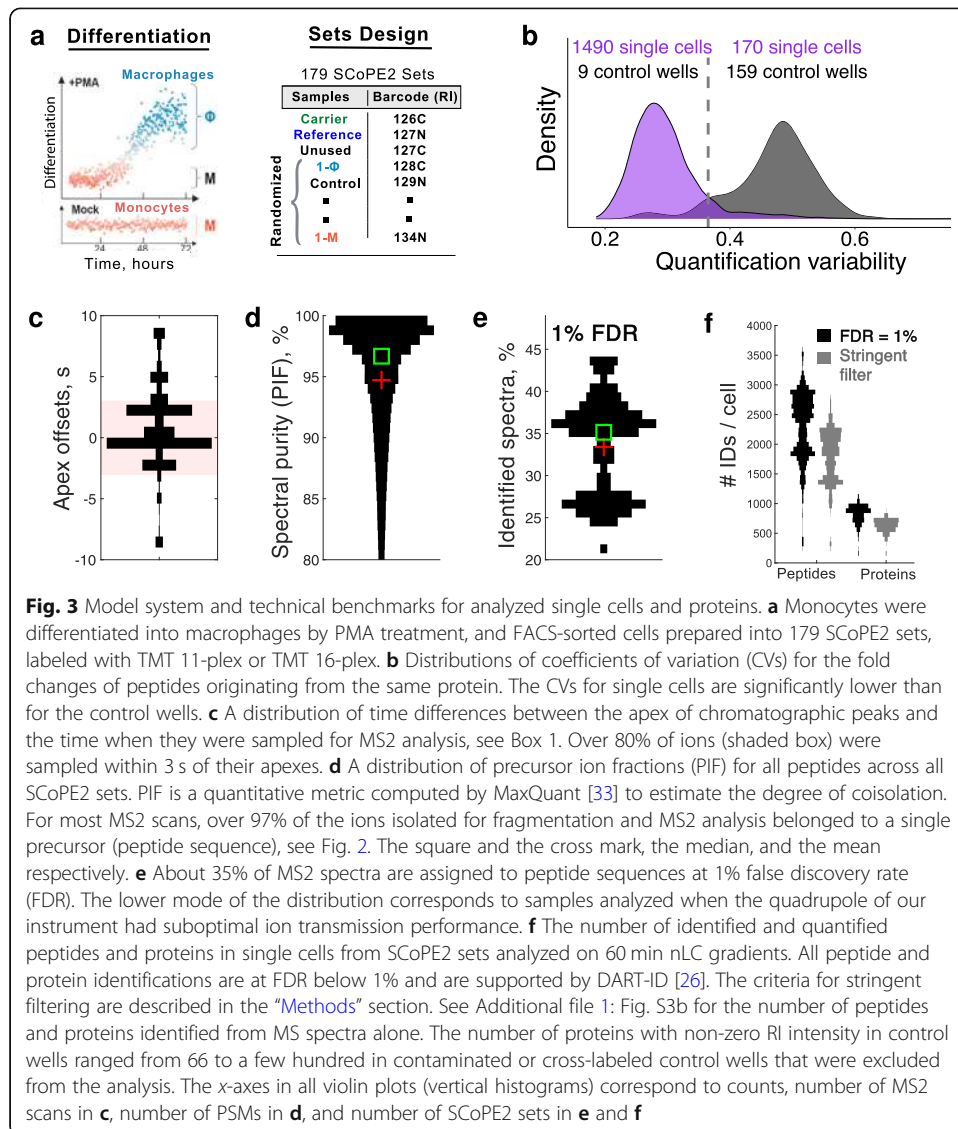 a
Differentiation
+PMA
Macrophages
Φ
M
Differentiation
Mock
Monocytes
M
24
48
72
Time, hours
Sets Design
179 SCoPE2 Sets
Samples Barcode (RI)
Carrier 126C
Reference 127N
Unused 127C
1-Φ 128C
Control 129N
1-M 134N
Randomized
b
1490 single cells 170 single cells
9 control wells 159 control wells
Density
0.2 0.4 0.6
Quantification variability
c
Apex offsets, s
10
5
0
-5
-10
d
Spectral purity (PIF), %
100
95
90
85
80
e
1% FDR
Identified spectra, %
45
40
35
30
25
20
f
FDR = 1%
Stringent
filter
# IDs / cell
4000
3500
3000
2500
2000
1500
1000
500
0
Peptides Proteins
Fig. 3 Model system and technical benchmarks for analyzed single cells and proteins. a Monocytes were
differentiated into macrophages by PMA treatment, and FACS-sorted cells prepared into 179 SCoPE2 sets,
labeled with TMT 11-plex or TMT 16-plex. b Distributions of coefficients of variation (CVs) for the fold
changes of peptides originating from the same protein. The CVs for single cells are significantly lower than
for the control wells. c A distribution of time differences between the apex of chromatographic peaks and
the time when they were sampled for MS2 analysis, see Box 1. Over 80% of ions (shaded box) were
sampled within 3 s of their apexes. d A distribution of precursor ion fractions (PIF) for all peptides across all
SCoPE2 sets. PIF is a quantitative metric computed by MaxQuant [33] to estimate the degree of coisolation.
For most MS2 scans, over 97% of the ions isolated for fragmentation and MS2 analysis belonged to a single
precursor (peptide sequence), see Fig. 2. The square and the cross mark, the median, and the mean
respectively. e About 35% of MS2 spectra are assigned to peptide sequences at 1% false discovery rate
(FDR). The lower mode of the distribution corresponds to samples analyzed when the quadrupole of our
instrument had suboptimal ion transmission performance. f The number of identified and quantified
peptides and proteins in single cells from SCoPE2 sets analyzed on 60 min nLC gradients. All peptide and
protein identifications are at FDR below 1% and are supported by DART-ID [26]. The criteria for stringent
filtering are described in the “Methods” section. See Additional file 1: Fig. S3b for the number of peptides
and proteins identified from MS spectra alone. The number of proteins with non-zero RI intensity in control
wells ranged from 66 to a few hundred in contaminated or cross-labeled control wells that were excluded
from the analysis. The x-axes in all violin plots (vertical histograms) correspond to counts, number of MS2
scans in c, number of PSMs in d, and number of SCoPE2 sets in e and f